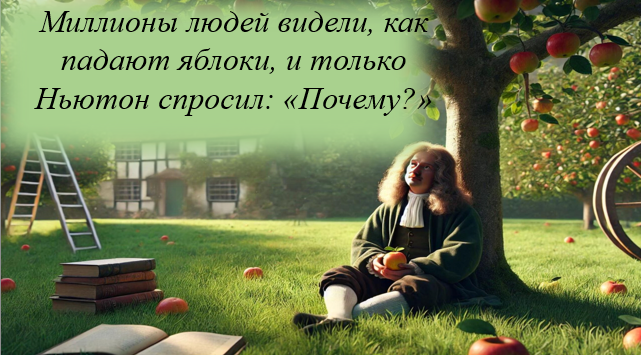 Миллионы людей видели, как
падают яблоки, и только
Ньютон спросил: «Почему?»